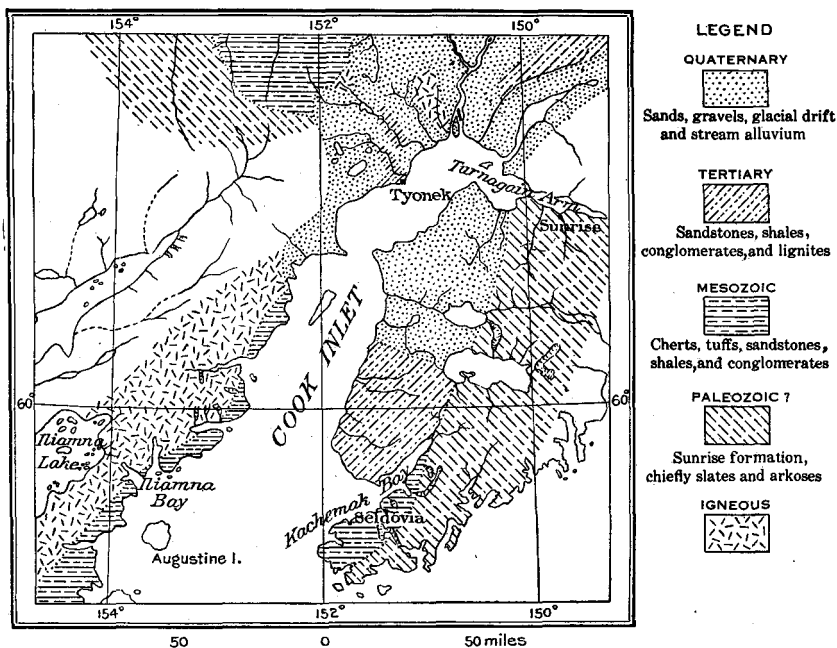 154°
152°
150°
Tyonek
Turnagain Arm
Sunrise
COOK INLET
60°
60°
Iliamna
Lakes
Iliamna
Bay
Augustine I.
Kachemak Bay
Seldovia
154°
152°
150°
50 0 50 miles
LEGEND
QUATERNARY
Sands, gravels, glacial drift
and stream alluvium
TERTIARY
Sandstones, shales,
conglomerates, and lignites
MESOZOIC
Cherts, tuffs, sandstones,
shales, and conglomerates
PALEOZOIC ?
Sunrise formation,
chiefly slates and arkoses
IGNEOUS